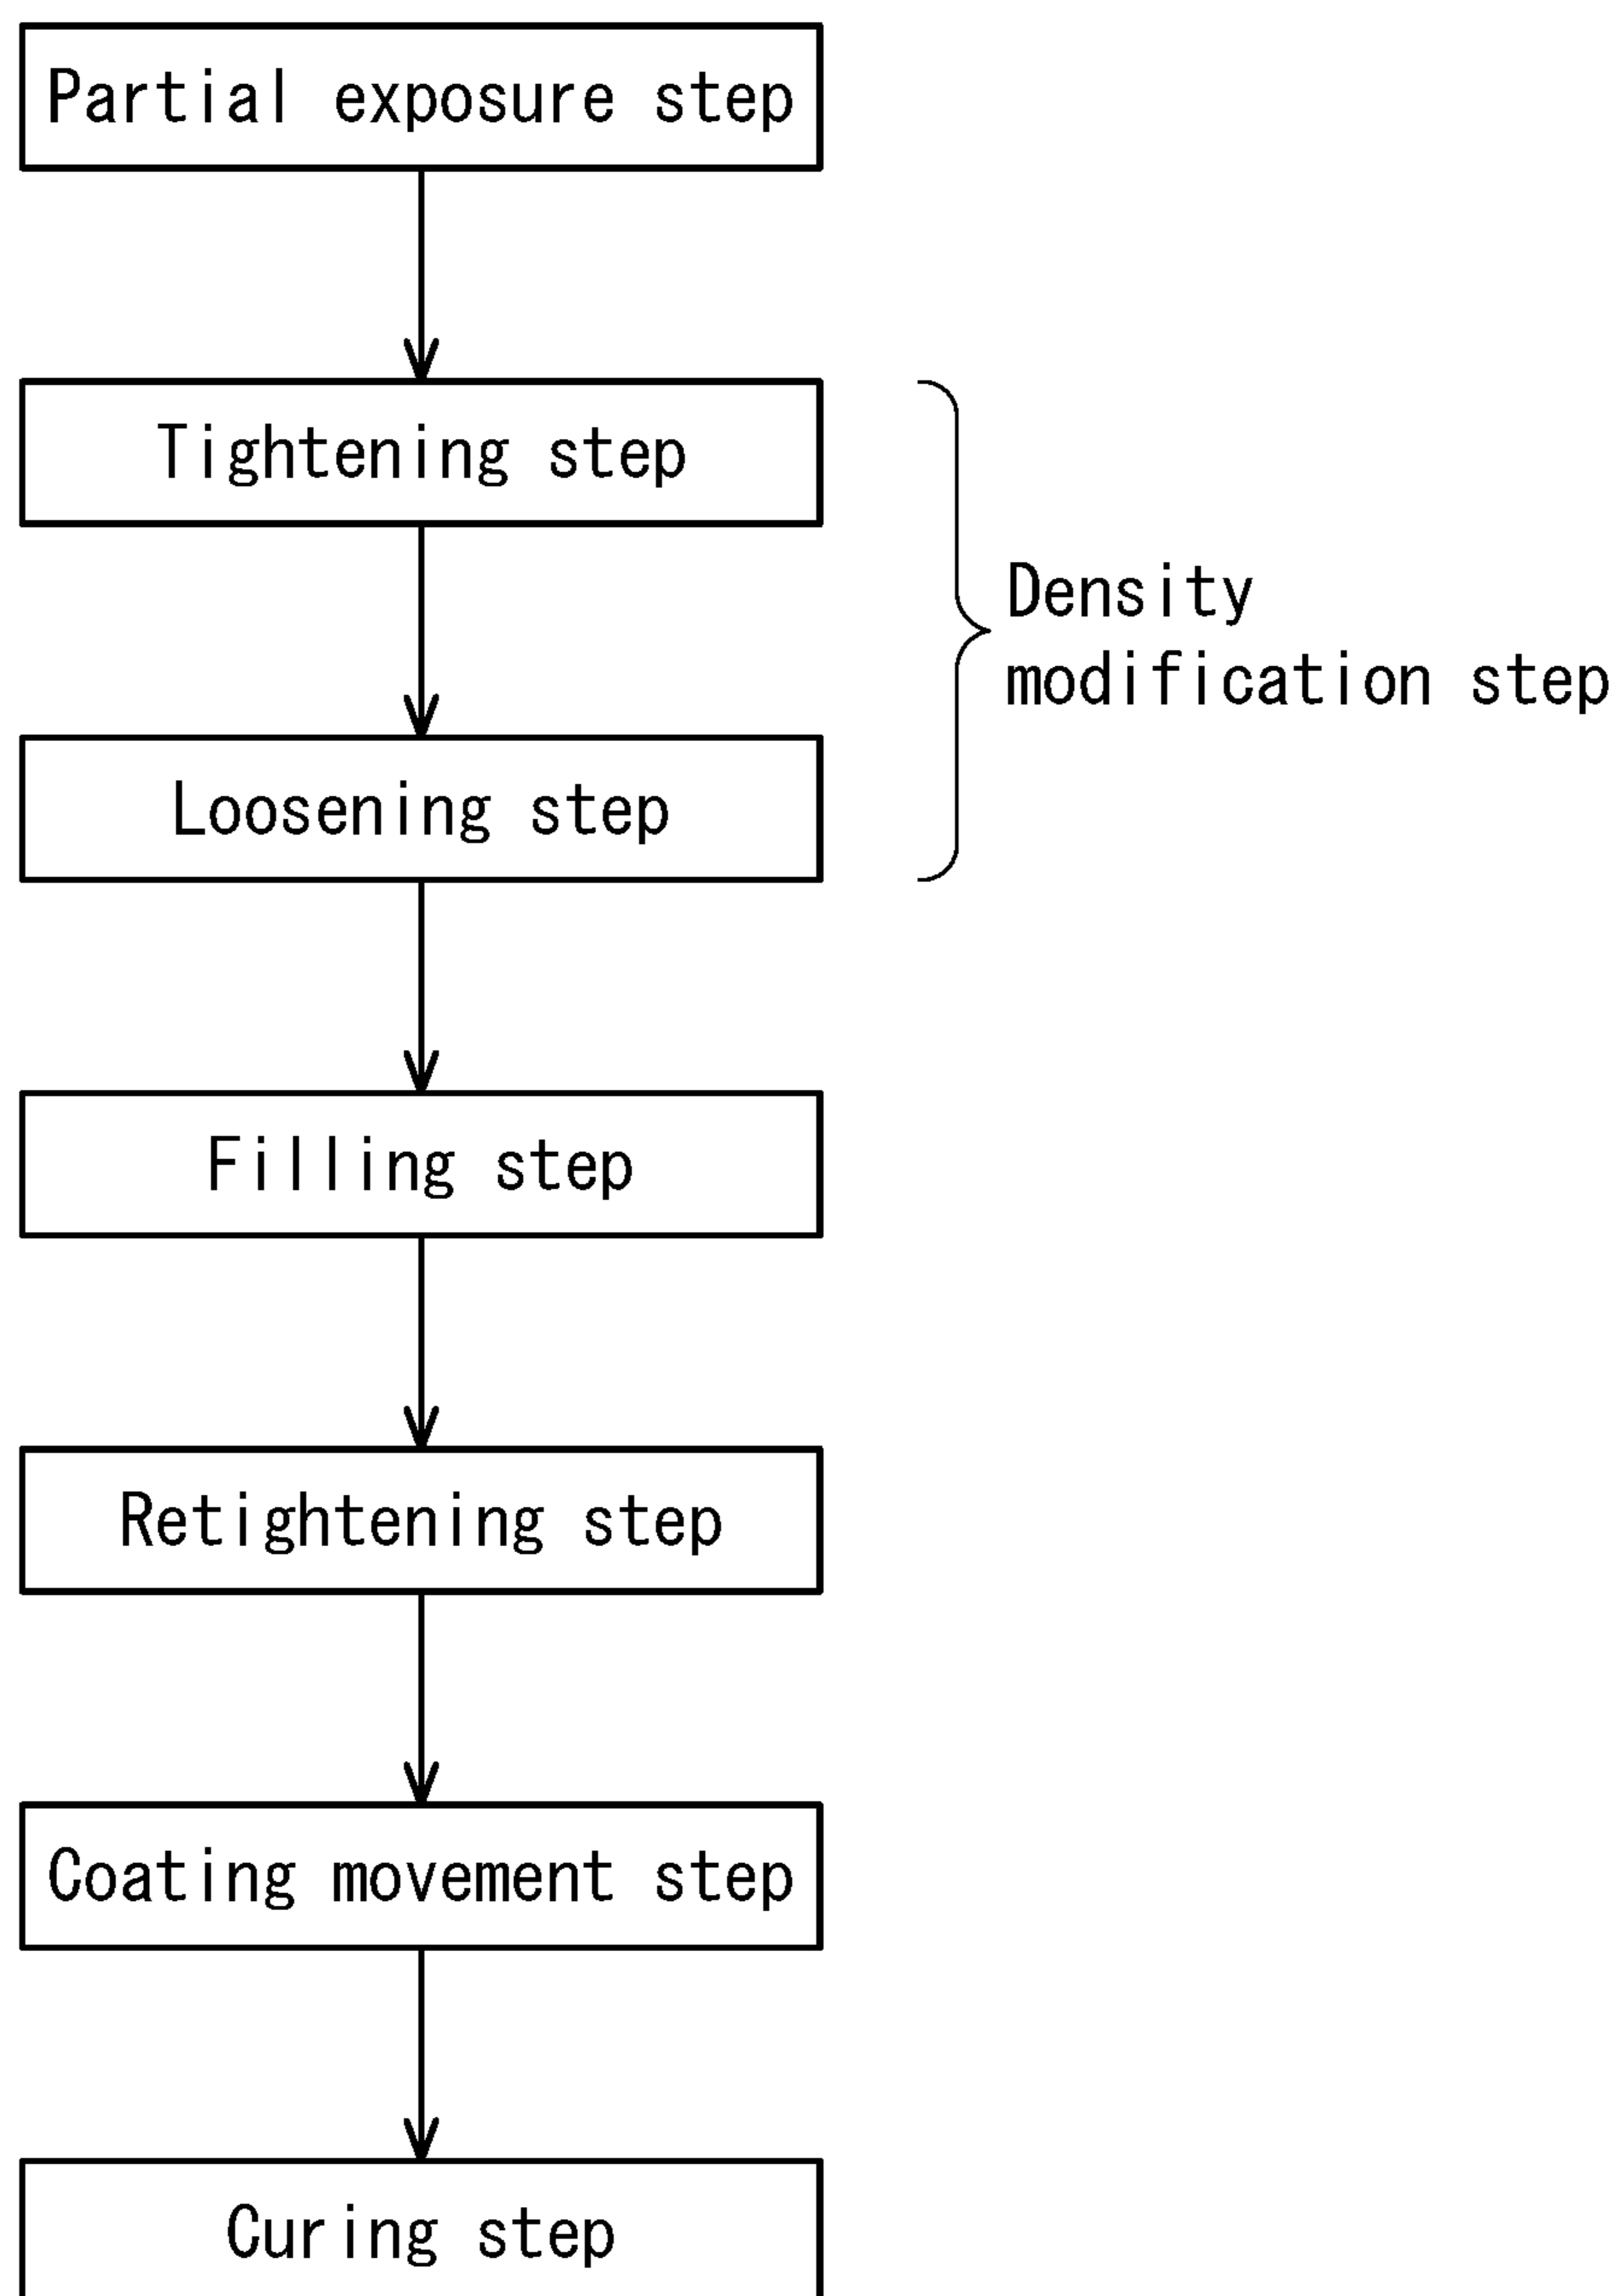 Partial exposure step
Tightening step
Density
modification step
Loosening step
Filling step
Retightening step
Coating movement step
Curing step